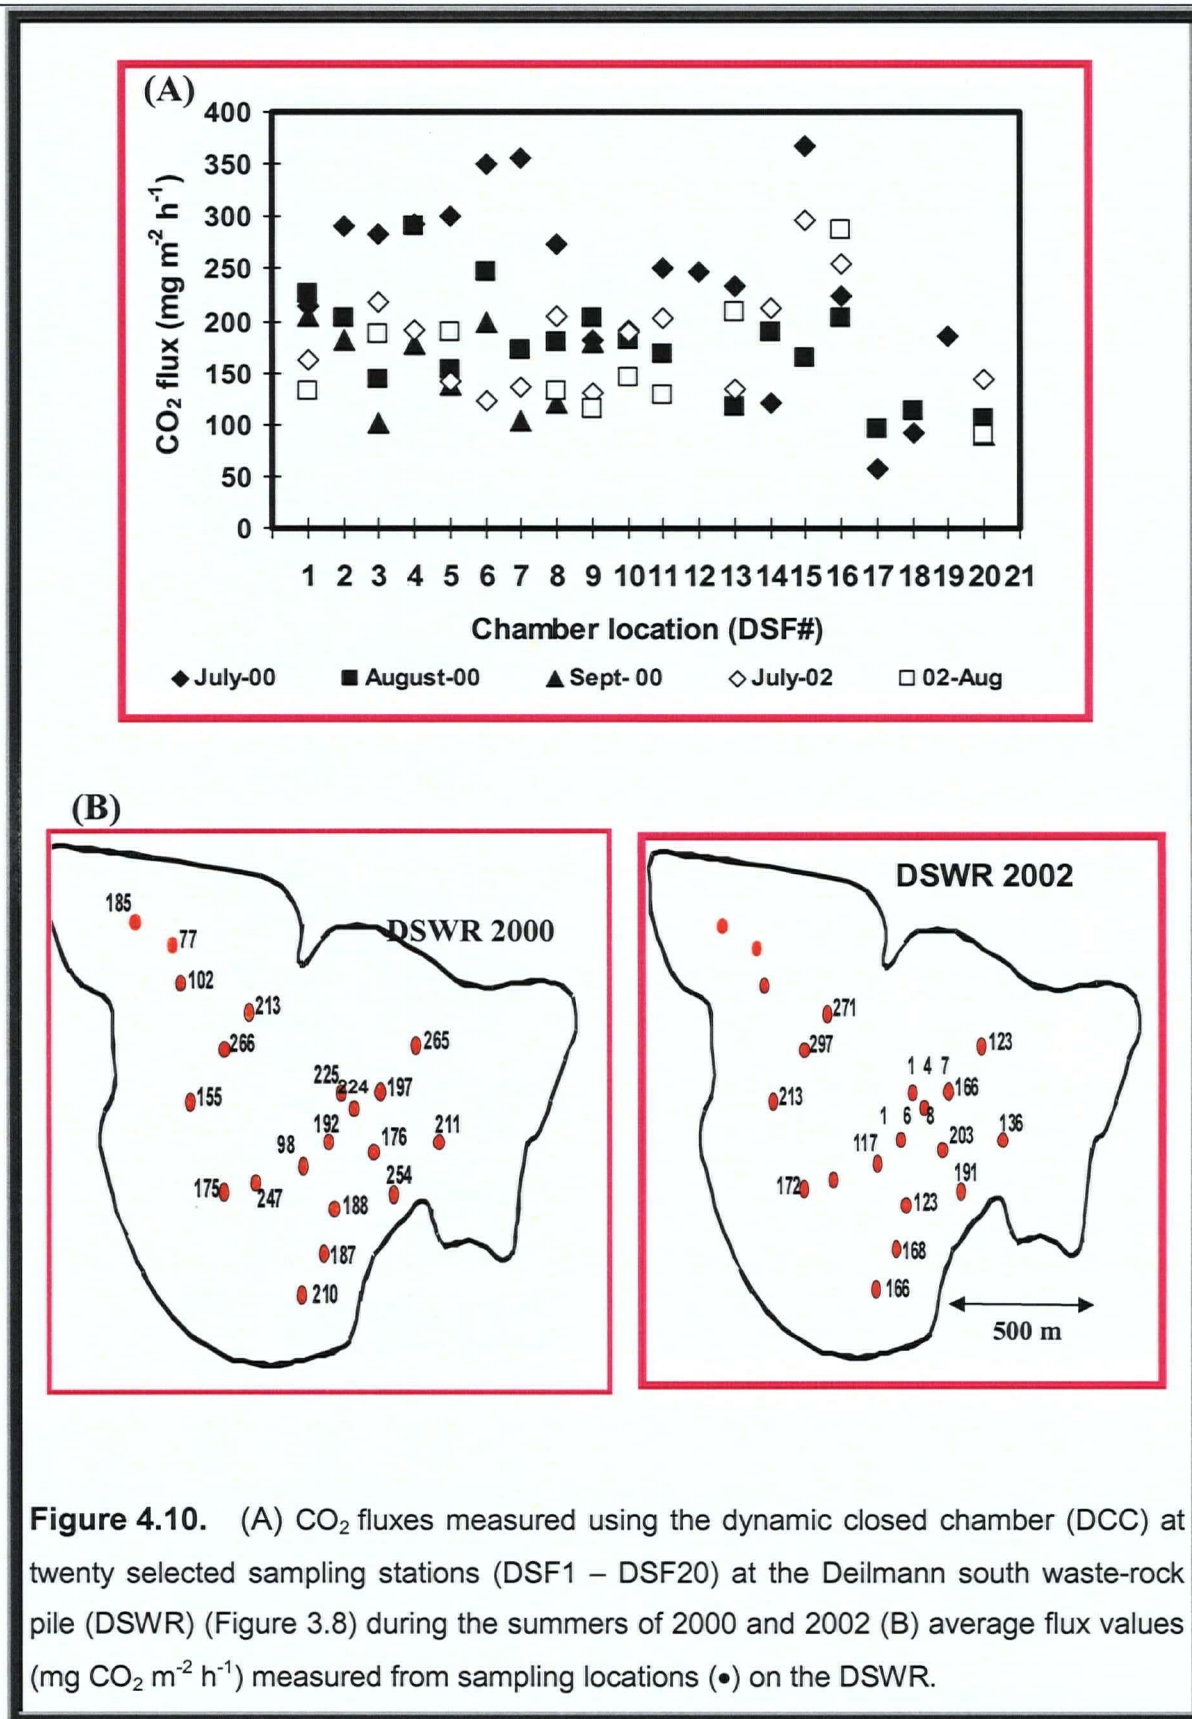 (A)
400
350
300
250
200
150
100
50
0
CO₂ flux (mg m⁻² h⁻¹)
1 2 3 4 5 6 7 8 9 10 11 12 13 14 15 16 17 18 19 20 21
Chamber location (DSF#)
July-00 August-00 Sept- 00 July-02 02-Aug
(B)
DSWR 2000
185
77
102
213
266
265
155
225
224
197
192
98
176
211
175
247
254
188
187
210
DSWR 2002
271
297
123
1 4 7
166
213
1 6 8
136
117
203
172
191
123
168
166
500 m
Figure 4.10. (A) CO₂ fluxes measured using the dynamic closed chamber (DCC) at
twenty selected sampling stations (DSF1 – DSF20) at the Deilmann south waste-rock
pile (DSWR) (Figure 3.8) during the summers of 2000 and 2002 (B) average flux values
(mg CO₂ m⁻² h⁻¹) measured from sampling locations (•) on the DSWR.